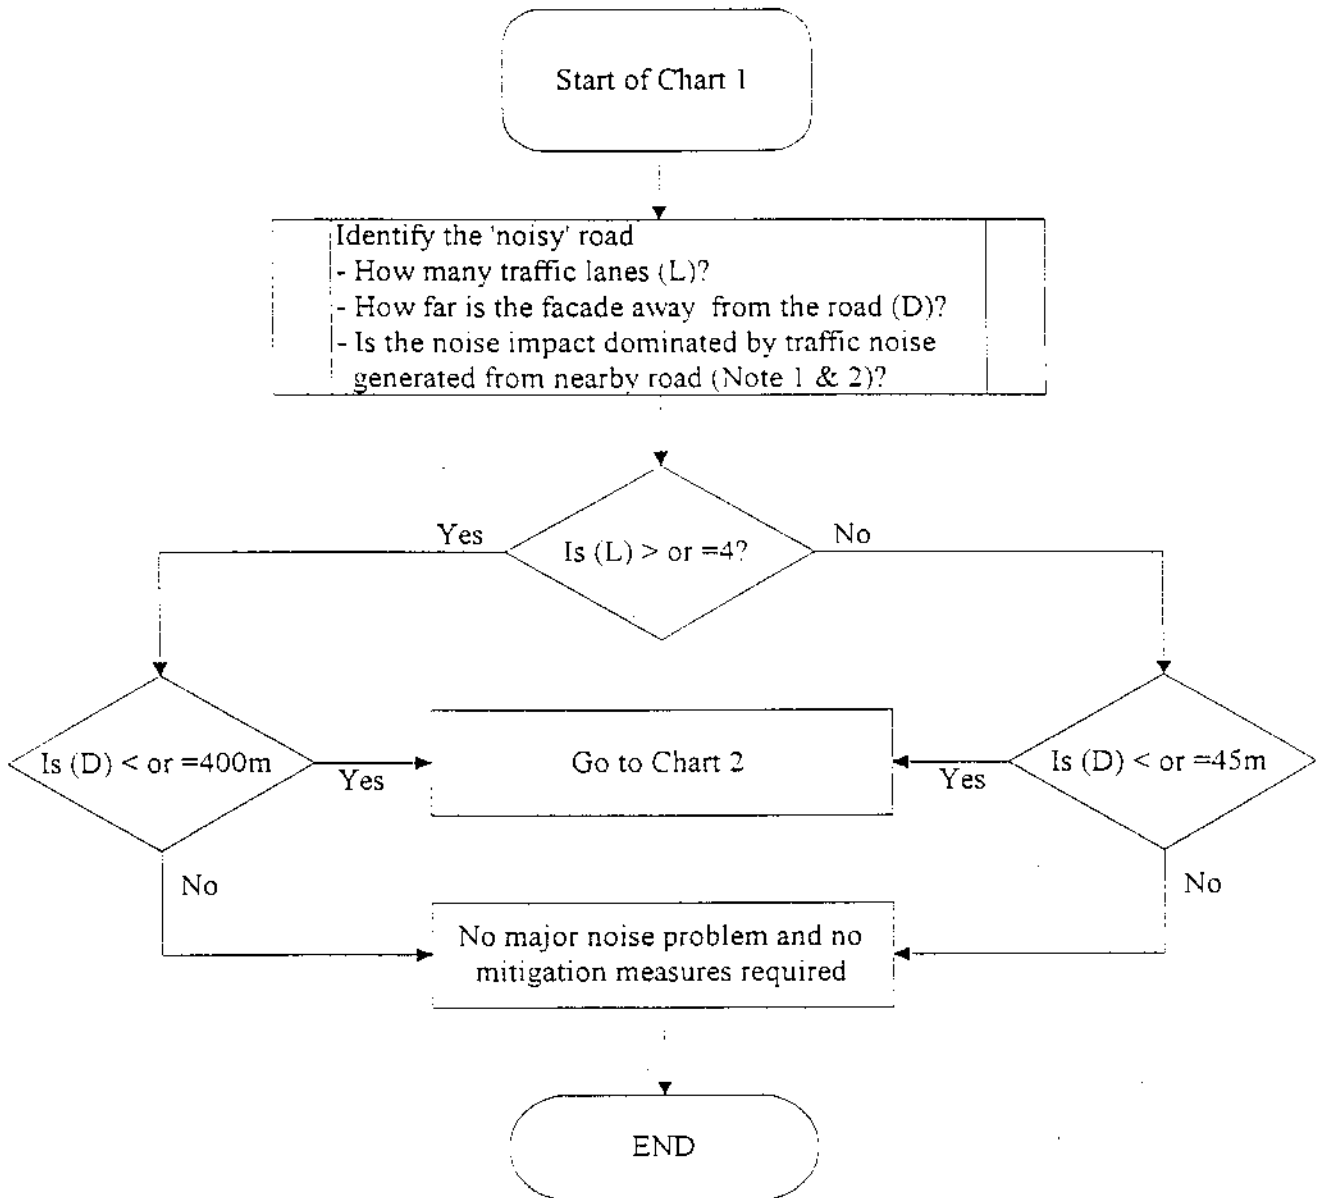 Start of Chart 1
Identify the 'noisy' road
- How many traffic lanes (L)?
- How far is the facade away from the road (D)?
- Is the noise impact dominated by traffic noise
generated from nearby road (Note 1 & 2)?
Yes
Is (L) > or =4?
No
Is (D) < or =400m
Yes
Go to Chart 2
Yes
Is (D) < or =45m
No
No
No major noise problem and no
mitigation measures required
END